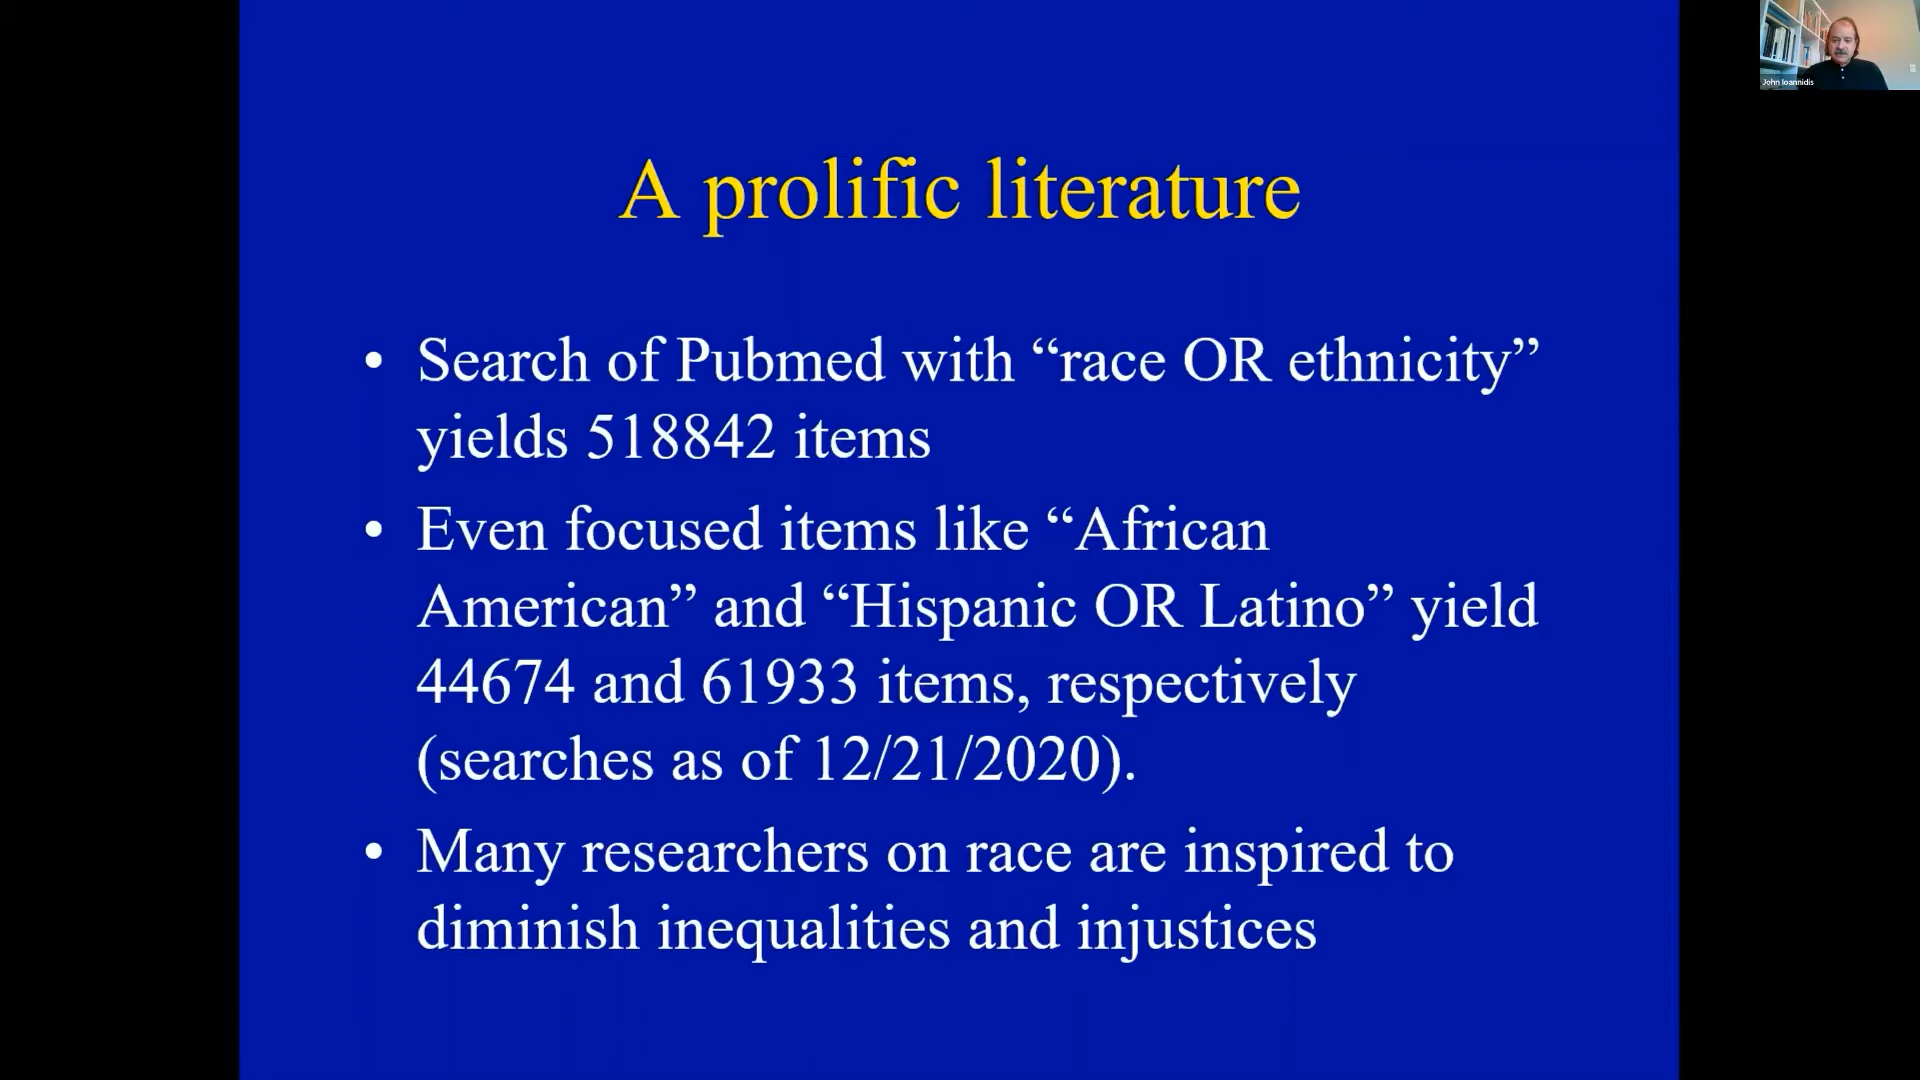 John Ioannidis
A prolific literature
• Search of Pubmed with “race OR ethnicity”
yields 518842 items
• Even focused items like “African
American” and “Hispanic OR Latino” yield
44674 and 61933 items, respectively
(searches as of 12/21/2020).
• Many researchers on race are inspired to
diminish inequalities and injustices